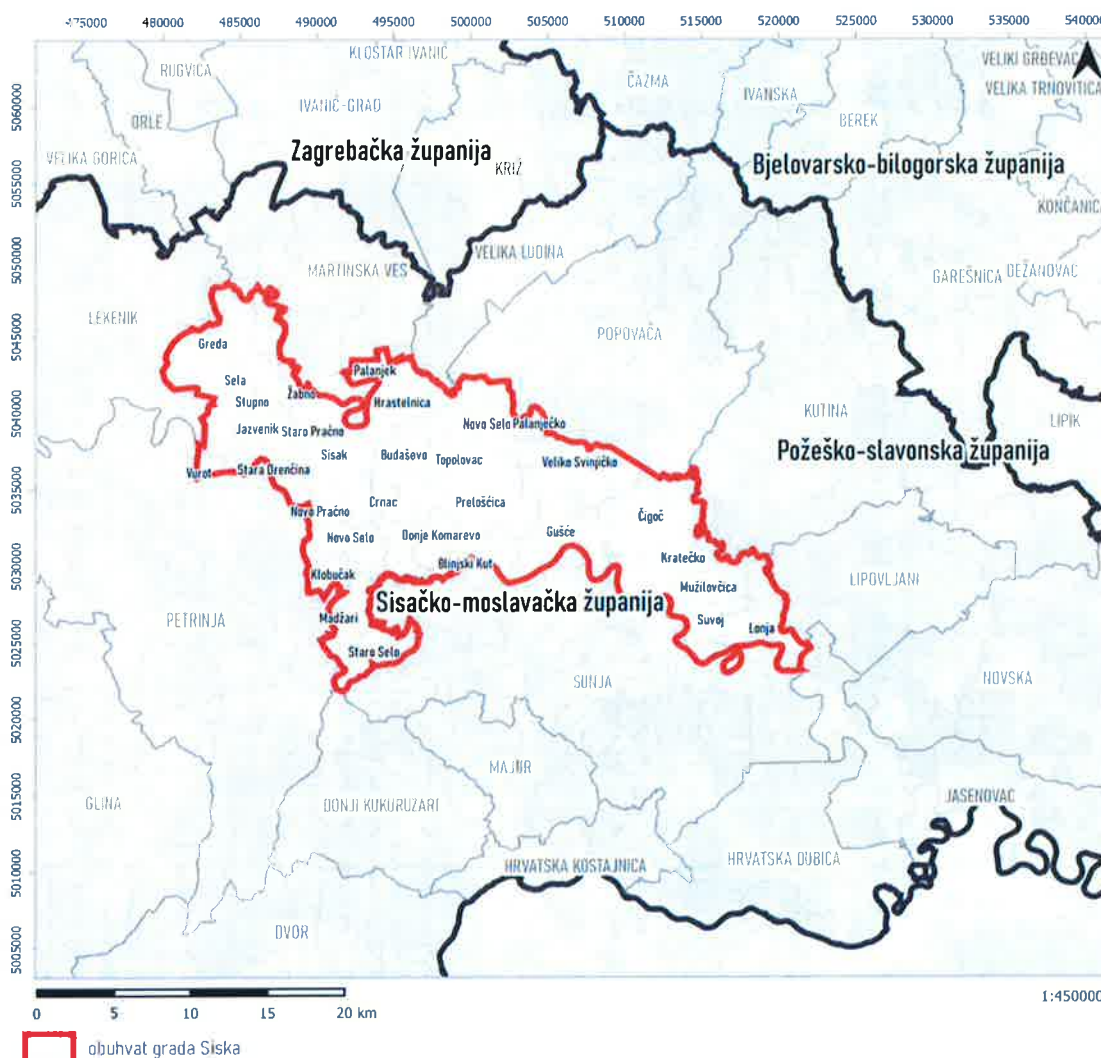 475000 480000 485000 490000 495000 500000 505000 510000 515000 520000 525000 530000 535000 540000
KLOŠTAR IVANIĆ
VELIKI GRĐEVAC
RUGVICA
ČAZMA
IVANSKA
VELIKA TRNOVITICA
5060000
IVANIĆ-GRAD
BEREK
ORLE
Zagrebačka županija
VELIKA GORICA
KRIŽ
Bjelovarsko-bilogorska županija
5055000
KONČANICA
5050000
VELIKA LUDINA
MARTINSKA VES
GAREŠNICA
DEŽANOVAC
LEKENIK
POPOVAČA
5045000
Greda
Palanjek
Sela
Žabno
Stupno
Hrastelnica
KUTINA
LIPIK
5040000
Jazvenik
Staro Pračno
Novo Selo Palanječko
Sisak
Budaševo
Topolovac
Veliko Svinjičko
Požeško-slavonska županija
Vurot
Stara Drenčina
5035000
Novo Pračno
Crnac
Prelošćica
Čigoč
Novo Selo
Donje Komarevo
Gušće
5030000
Klobučak
Blinjski Kut
Kratečko
LIPOVLJANI
Mužilovčica
Sisačko-moslavačka županija
PETRINJA
Madžari
Suvoj
Lonja
5025000
Staro Selo
SUNJA
NOVSKA
5020000
MAJUR
5015000
GLINA
DONJI KUKURUZARI
JASENOVAC
HRVATSKA KOSTAJNICA
HRVATSKA DUBICA
5010000
DVOR
5005000
0 5 10 15 20 km
1:450000
obuhvat grada Siska